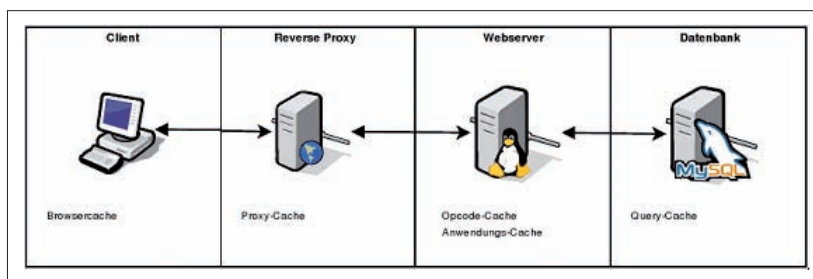 Client
Reverse Proxy
Webserver
Datenbank
MySQL
Browsercache
Proxy-Cache
Opcode-Cache
Anwendungs-Cache
Query-Cache